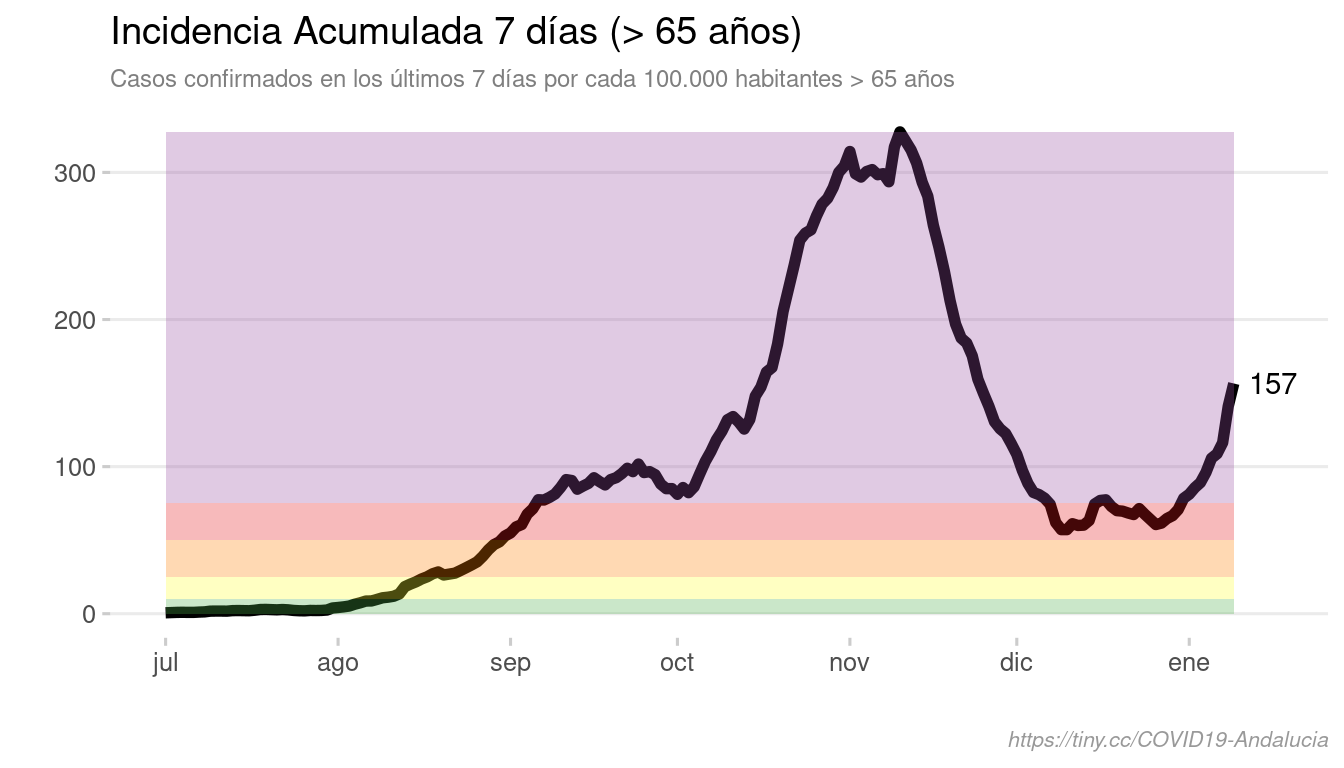 Incidencia Acumulada 7 días (> 65 años)
Casos confirmados en los últimos 7 días por cada 100.000 habitantes > 65 años
300
200
100
0
157
jul ago sep oct nov dic ene
https://tiny.cc/COVID19-Andalucia